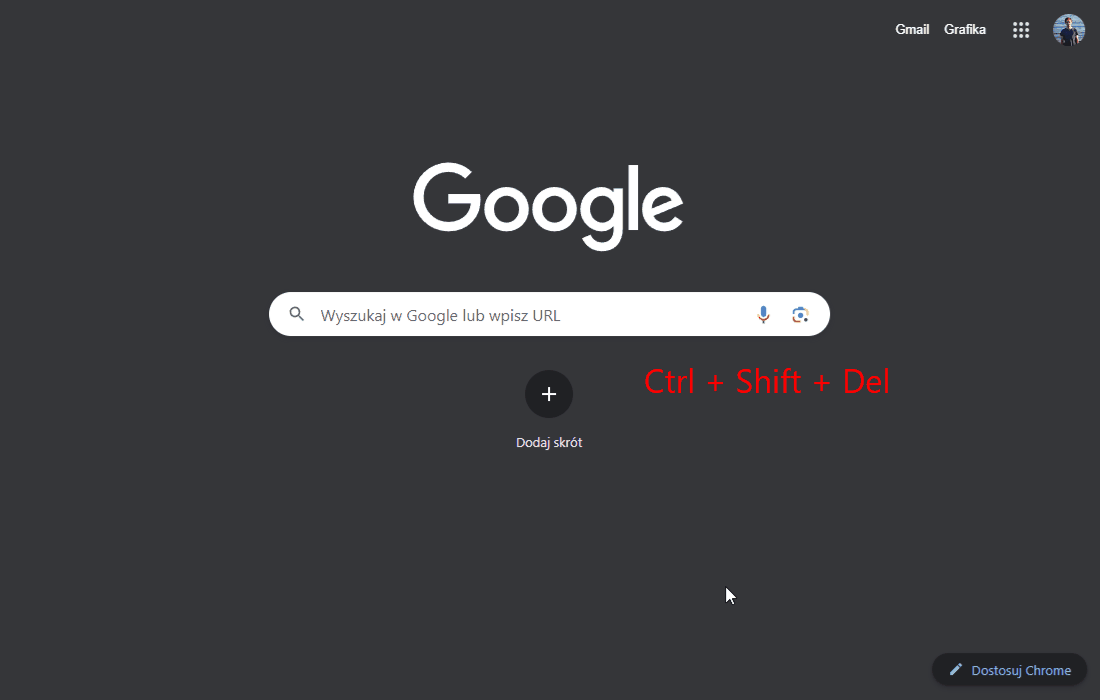 Gmail Grafika
Google
Wyszukaj w Google lub wpisz URL
Ctrl + Shift + Del
Dodaj skrót
Dostosuj Chrome